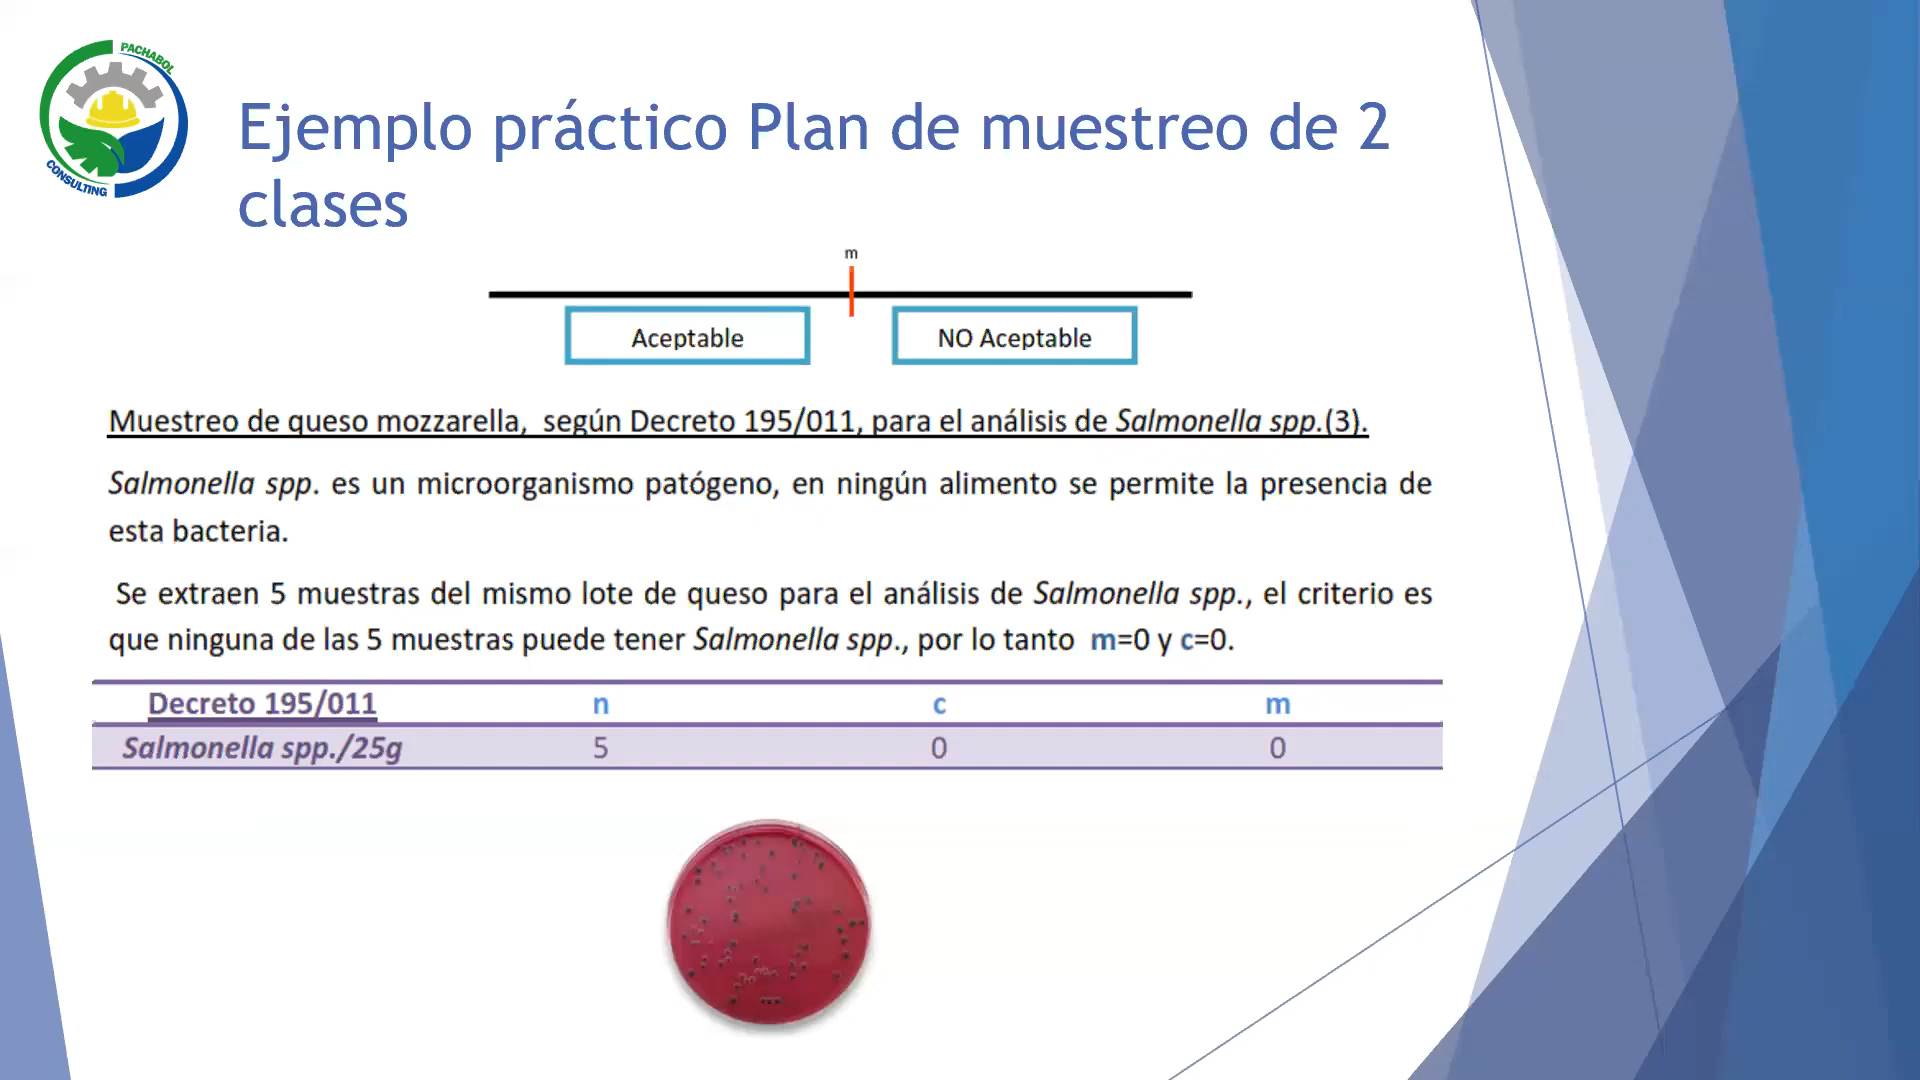 PACHABOL
CONSULTING
Ejemplo práctico Plan de muestreo de 2
clases
m
Aceptable
NO Aceptable
Muestreo de queso mozzarella, según Decreto 195/011, para el análisis de Salmonella spp.(3).
Salmonella spp. es un microorganismo patógeno, en ningún alimento se permite la presencia de
esta bacteria.
Se extraen 5 muestras del mismo lote de queso para el análisis de Salmonella spp., el criterio es
que ninguna de las 5 muestras puede tener Salmonella spp., por lo tanto m=0 y c=0.
Decreto 195/011 n c m
Salmonella spp./25g 5 0 0